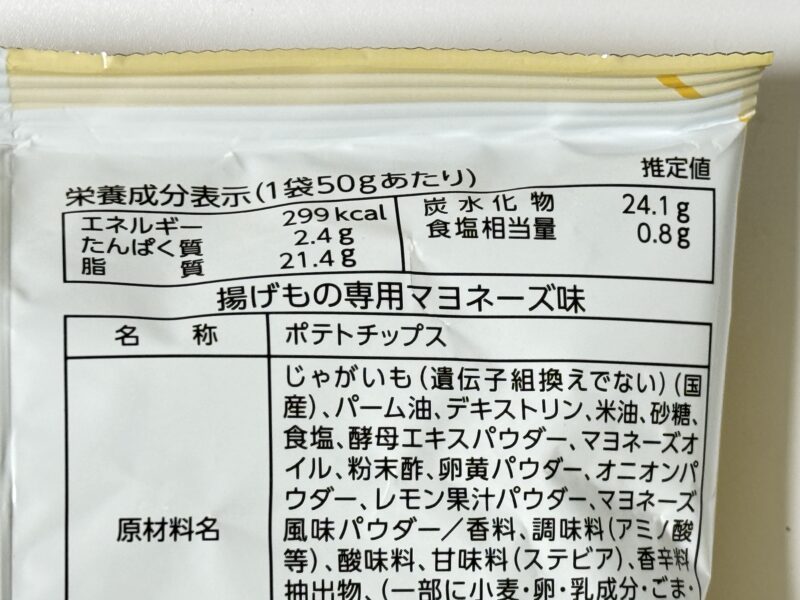 栄養成分表示(1袋50gあたり)
推定値
エネルギー 299kcal
たんぱく質 2.4g
脂質 21.4g
炭水化物 24.1g
食塩相当量 0.8g
揚げもの専用マヨネーズ味
名称 ポテトチップス
原材料名
じゃがいも(遺伝子組換えでない)(国
産)、パーム油、デキストリン、米油、砂糖、
食塩、酵母エキスパウダー、マヨネーズオ
イル、粉末酢、卵黄パウダー、オニオンパ
ウダー、レモン果汁パウダー、マヨネーズ
風味パウダー/香料、調味料(アミノ酸
等)、酸味料、甘味料(ステビア)、香辛料
抽出物、(一部に小麦・卵・乳成分・ごま・